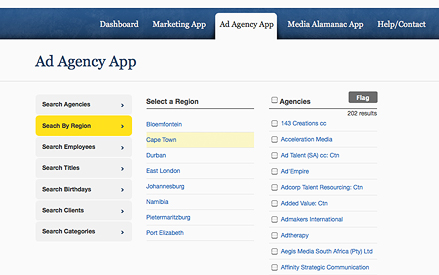 Dashboard Marketing App Ad Agency App Media Alamanac App Help/Contact
Ad Agency App
Search Agencies
Seach By Region
Search Employees
Search Titles
Search Birthdays
Search Clients
Search Categories
Select a Region
Bloemfontein
Cape Town
Durban
East London
Johannesburg
Namibia
Pietermaritzburg
Port Elizabeth
Agencies
Flag
202 results
143 Creations cc
Acceleration Media
Ad Talent (SA) cc: Ctn
Ad'Empire
Adcorp Talent Resourcing: Ctn
Added Value: Ctn
Admakers International
Adtherapy
Aegis Media South Africa (Pty) Ltd
Affinity Strategic Communication